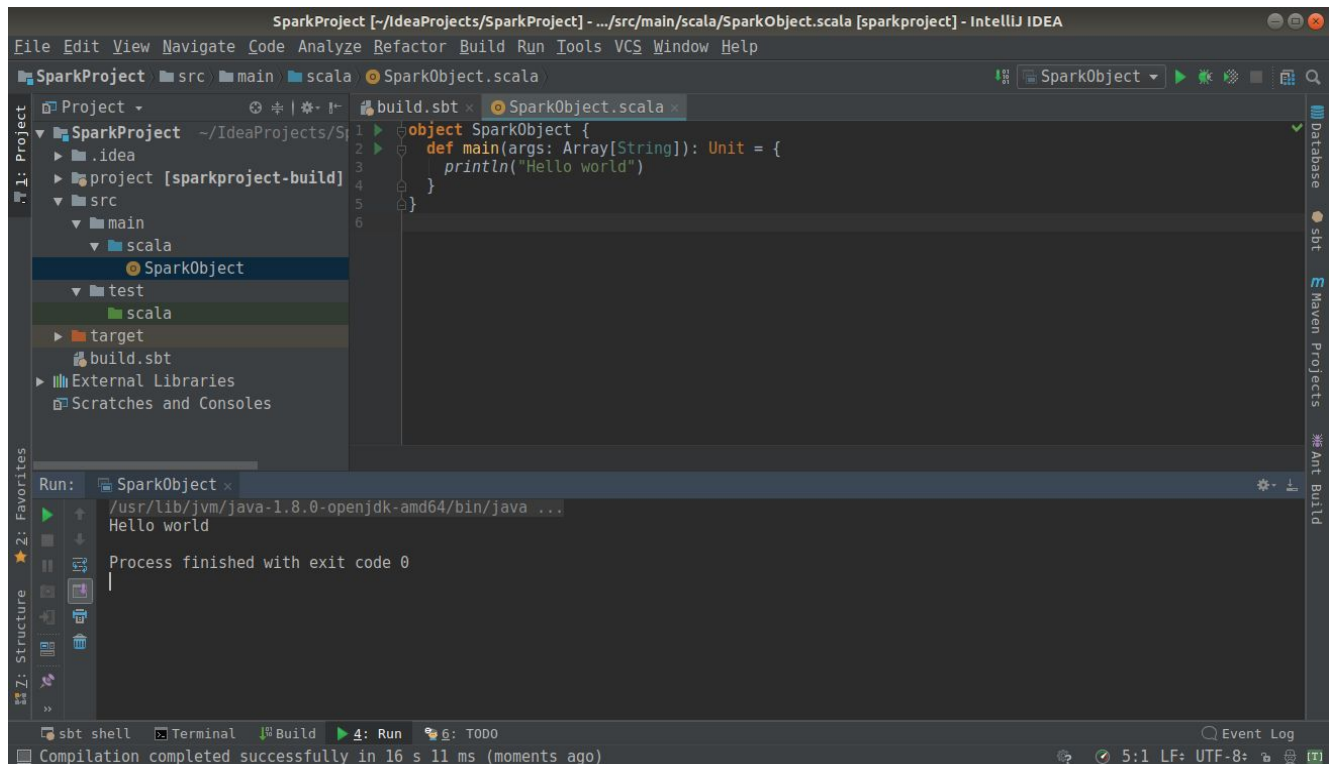 SparkProject [~/IdeaProjects/SparkProject] - .../src/main/scala/SparkObject.scala [sparkproject] - IntelliJ IDEA
File Edit View Navigate Code Analyze Refactor Build Run Tools VCS Window Help
SparkProject src main scala SparkObject.scala
SparkObject
1: Project
Project
build.sbt
SparkObject.scala
SparkProject ~/IdeaProjects/S
.idea
project [sparkproject-build]
src
main
scala
SparkObject
test
scala
target
build.sbt
External Libraries
Scratches and Consoles
1 object SparkObject {
2 def main(args: Array[String]): Unit = {
3 println("Hello world")
4 }
5 }
6
Database
sbt
m Maven Projects
Ant Build
2: Favorites
Z: Structure
Run: SparkObject
/usr/lib/jvm/java-1.8.0-openjdk-amd64/bin/java ...
Hello world
Process finished with exit code 0
sbt shell Terminal Build 4: Run 6: TODO Event Log
Compilation completed successfully in 16 s 11 ms (moments ago) 5:1 LF÷ UTF-8÷ [T]